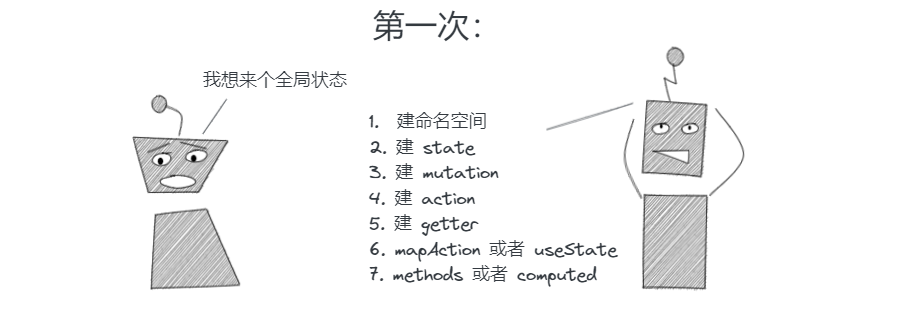 第一次：
我想来个全局状态
1. 建命名空间
2. 建 state
3. 建 mutation
4. 建 action
5. 建 getter
6. mapAction 或者 useState
7. methods 或者 computed